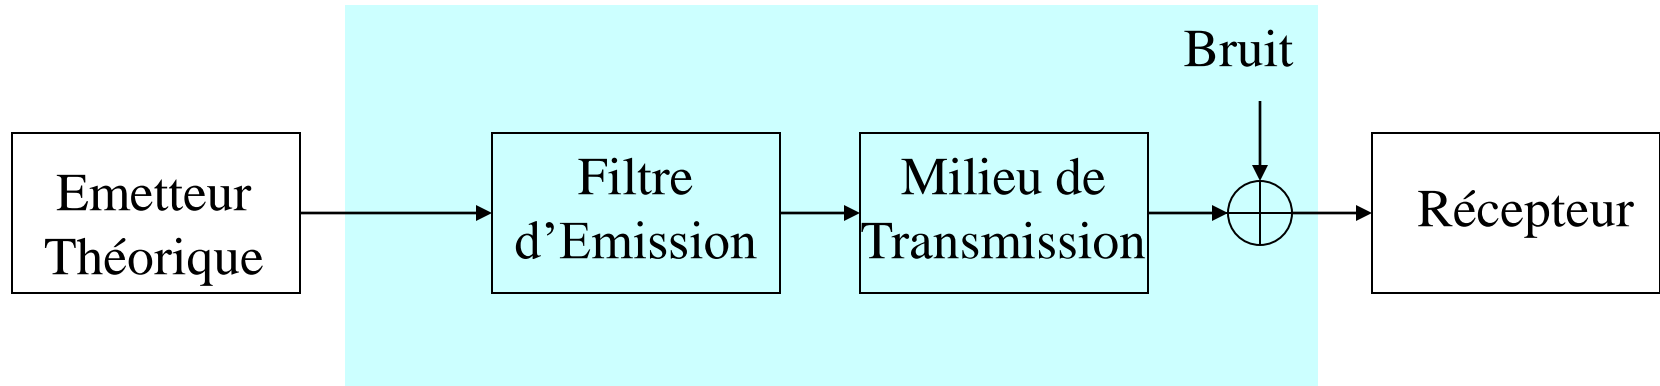 Bruit
Emetteur
Théorique
Filtre
d’Emission
Milieu de
Transmission
Récepteur